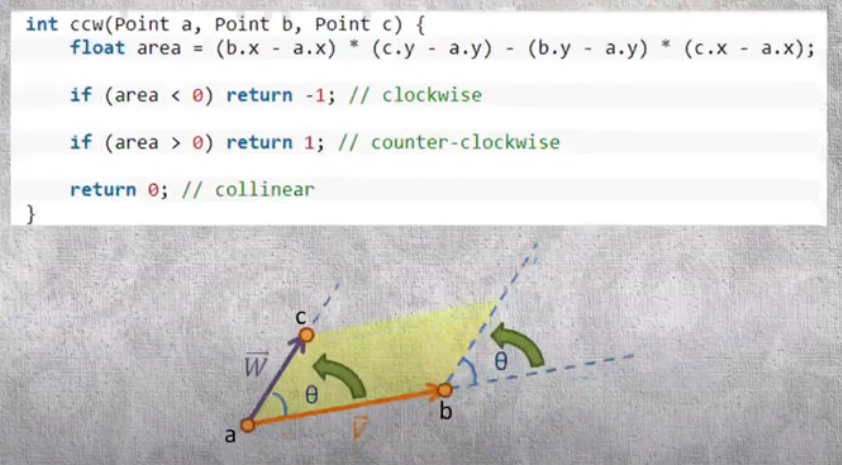 int ccw(Point a, Point b, Point c) {
float area = (b.x - a.x) * (c.y - a.y) - (b.y - a.y) * (c.x - a.x);
if (area < 0) return -1; // clockwise
if (area > 0) return 1; // counter-clockwise
return 0; // collinear
}
c
W
θ
θ
a
V
b